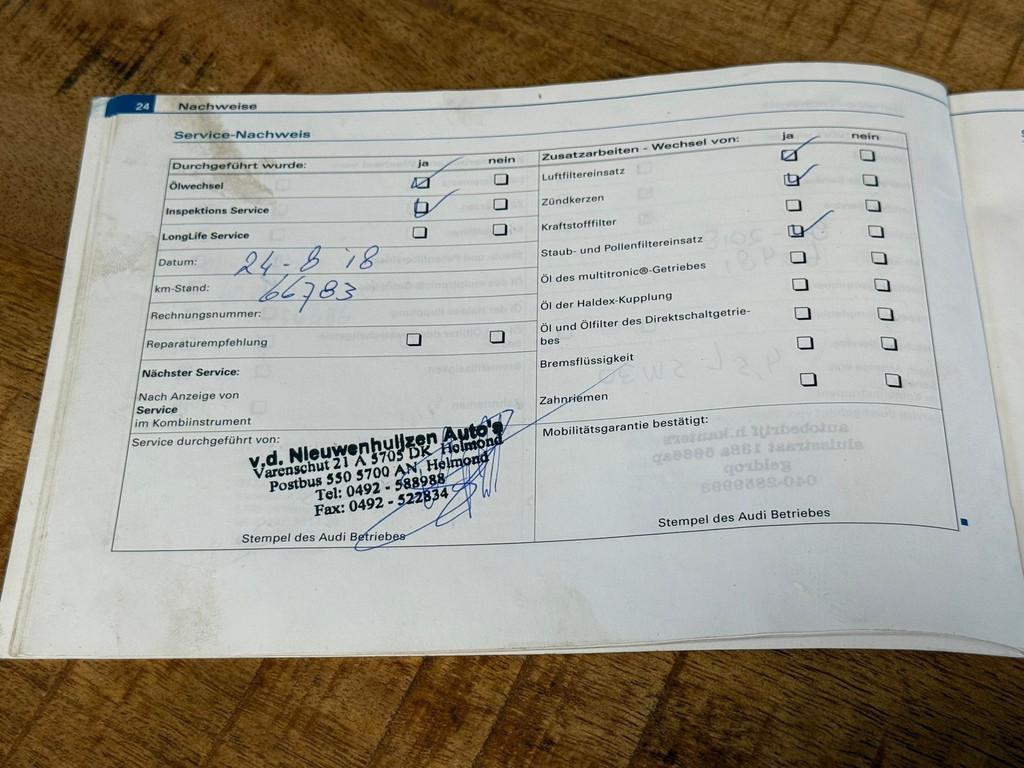 24 Nachweise
Service-Nachweis
Durchgeführt wurde: ja nein
Ölwechsel
Inspektions Service
LongLife Service
Datum: 24-8 '18
km-Stand: 66783
Rechnungsnummer:
Reparaturempfehlung
Nächster Service:
Nach Anzeige von
Service
im Kombiinstrument
Service durchgeführt von:
v.d. Nieuwenhuijzen Auto's
Varenschut 21 A 5705 DK Helmond
Postbus 550 5700 AN, Helmond
Tel: 0492 - 588988
Fax: 0492 - 522834
Stempel des Audi Betriebes
Zusatzarbeiten - Wechsel von: ja nein
Luftfiltereinsatz
Zündkerzen
Kraftstofffilter
Staub- und Pollenfiltereinsatz
Öl des multitronic®-Getriebes
Öl der Haldex-Kupplung
Öl und Ölfilter des Direktschaltgetrie-
bes
Bremsflüssigkeit
Zahnriemen
Mobilitätsgarantie bestätigt:
Stempel des Audi Betriebes